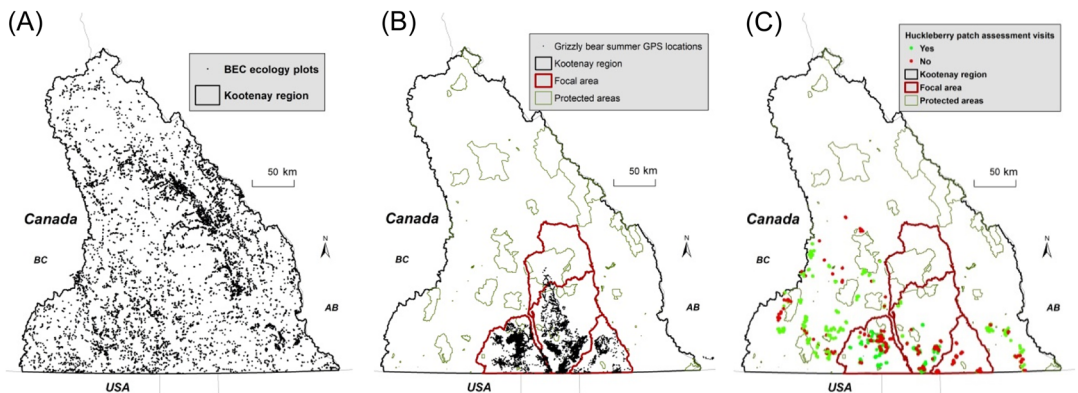 (A)
BEC ecology plots
Kootenay region
50 km
Canada
N
BC
AB
USA
(B)
Grizzly bear summer GPS locations
Kootenay region
Focal area
Protected areas
50 km
Canada
N
BC
AB
USA
(C)
Huckleberry patch assessment visits
Yes
No
Kootenay region
Focal area
Protected areas
50 km
Canada
N
BC
AB
USA